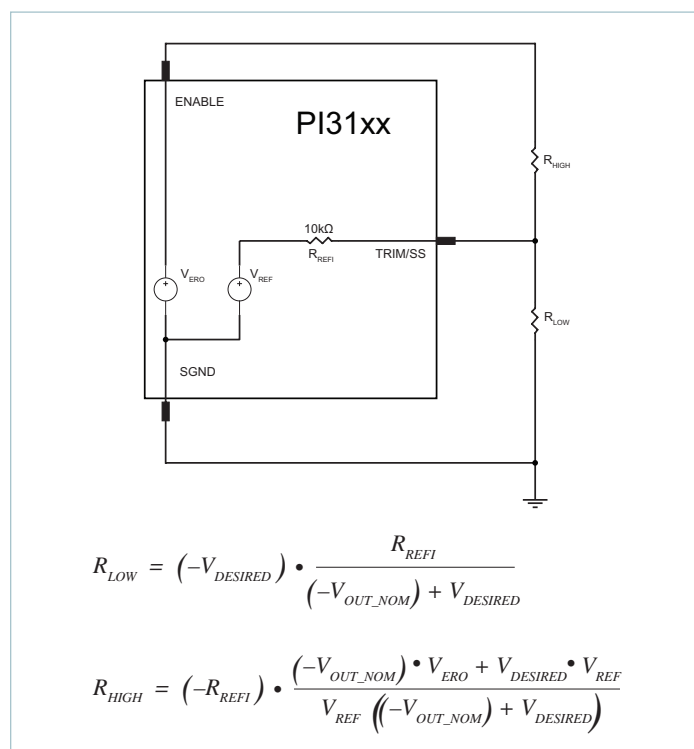 ENABLE
PI31xx
R_HIGH
10kΩ
R_REFI
TRIM/SS
V_ERO
V_REF
R_LOW
SGND
R_LOW = (–V_DESIRED) • R_REFI / ((–V_OUT_NOM) + V_DESIRED)
R_HIGH = (–R_REFI) • ((–V_OUT_NOM) • V_ERO + V_DESIRED • V_REF) / (V_REF ((–V_OUT_NOM) + V_DESIRED))